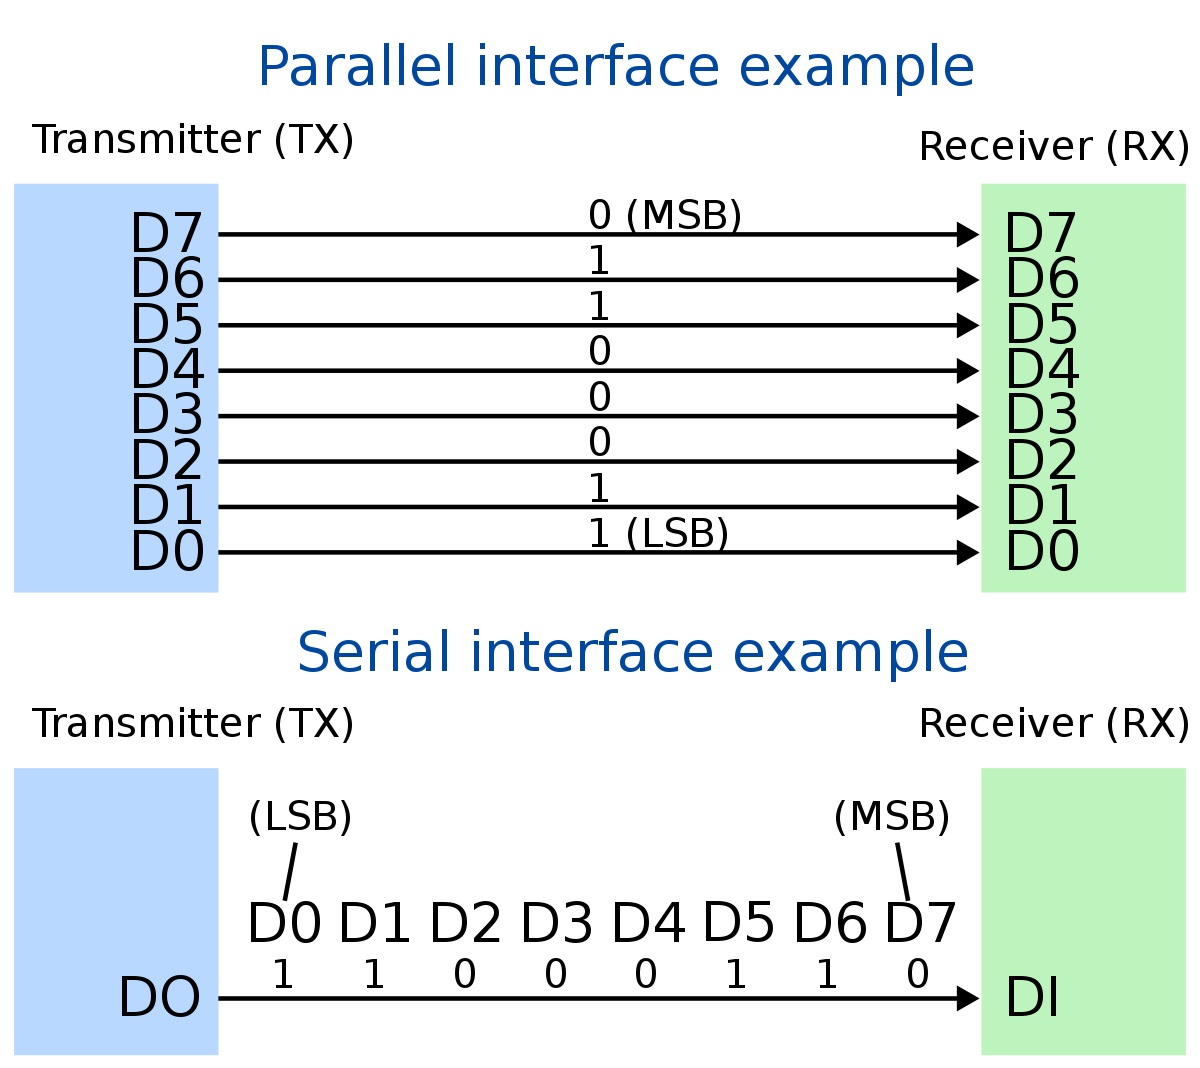 Parallel interface example
Transmitter (TX)
Receiver (RX)
D7 0 (MSB) D7
D6 1 D6
D5 1 D5
D4 0 D4
D3 0 D3
D2 0 D2
D1 1 D1
D0 1 (LSB) D0
Serial interface example
Transmitter (TX)
Receiver (RX)
(LSB) (MSB)
D0 D1 D2 D3 D4 D5 D6 D7
1 1 0 0 0 1 1 0
DO DI